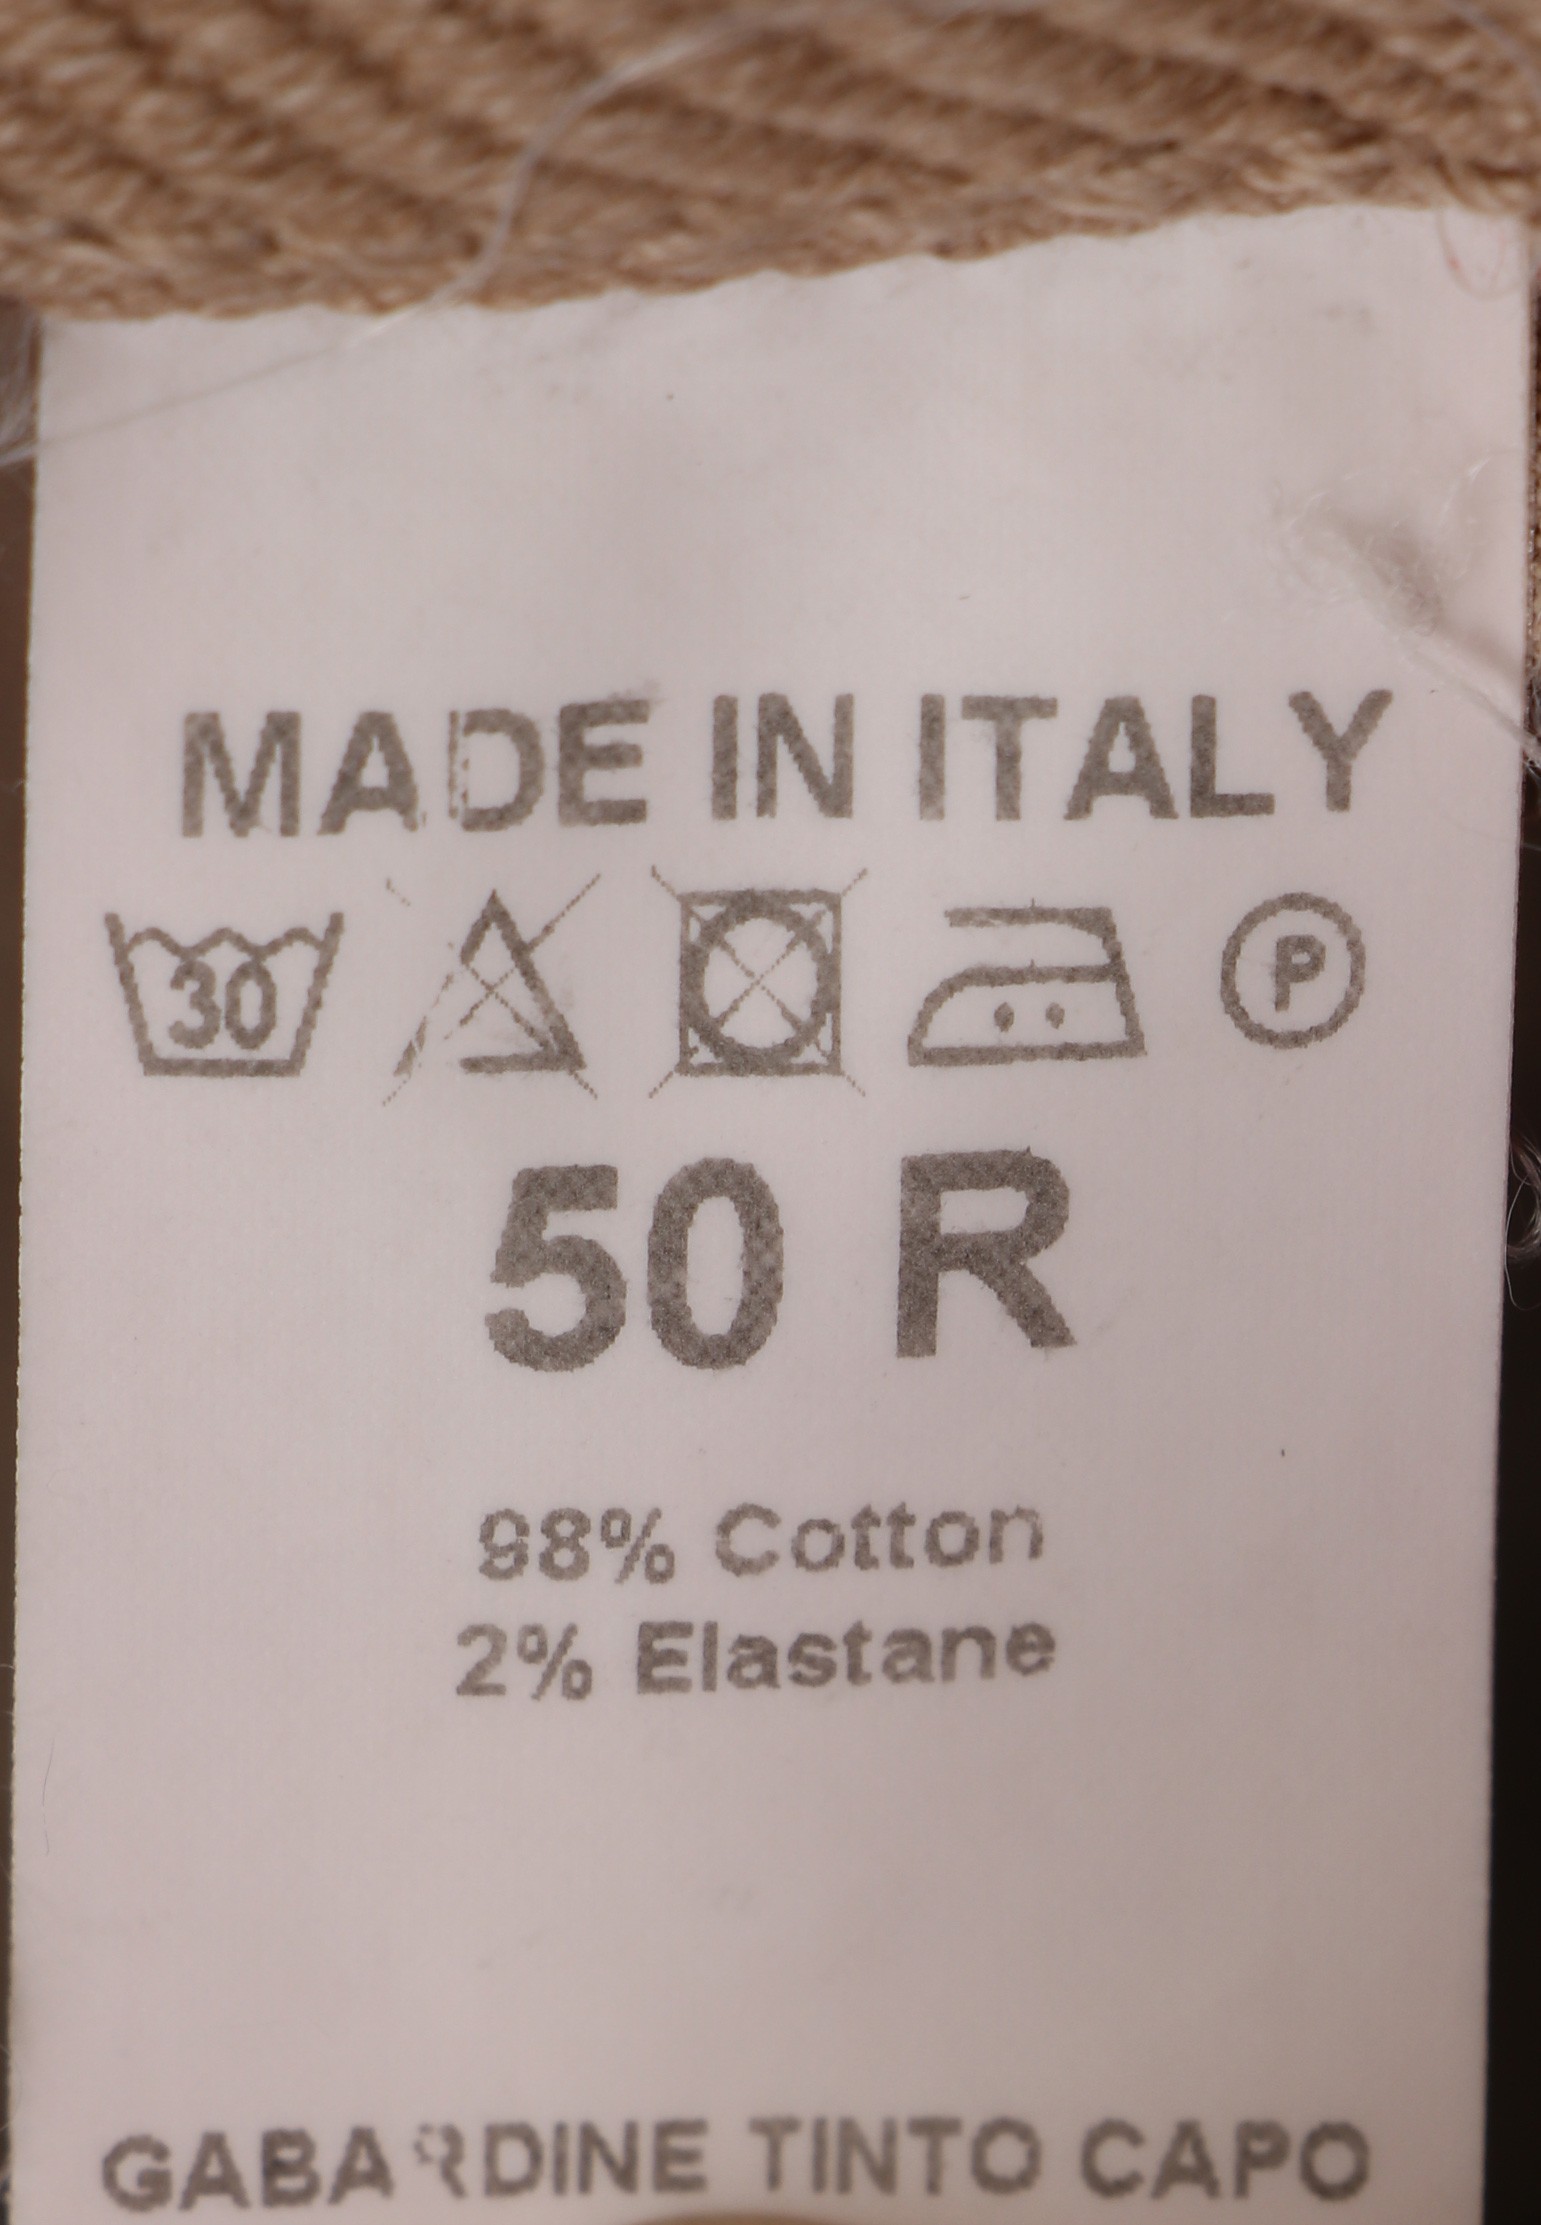 MADE IN ITALY
30 P
50 R
98% Cotton
2% Elastane
GABARDINE TINTO CAPO